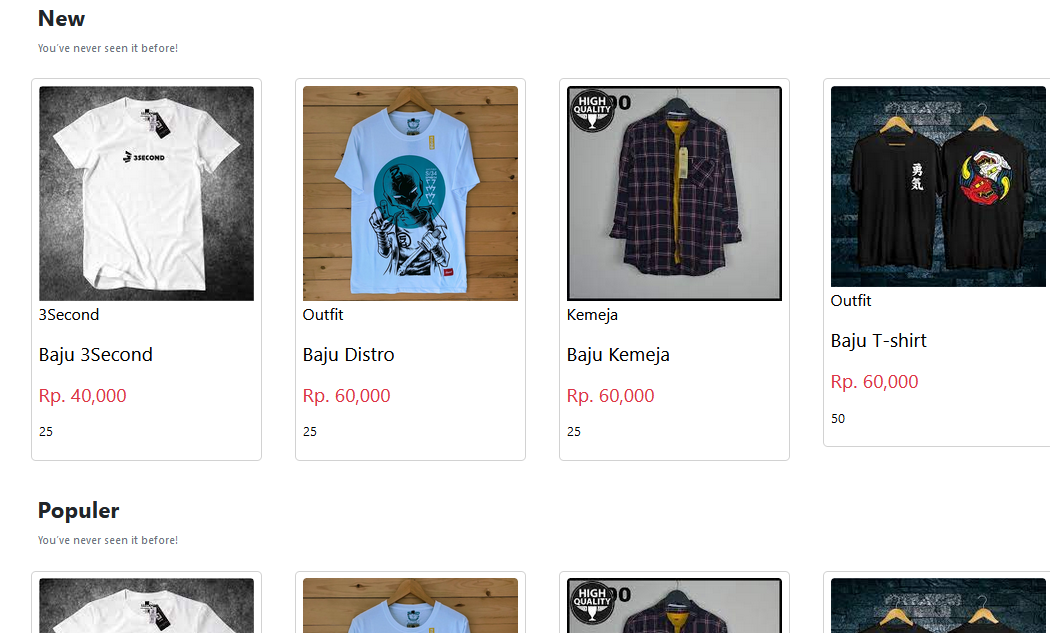 New
You've never seen it before!
3SECOND
HIGH
QUALITY
00
勇
気
3Second
Baju 3Second
Rp. 40,000
25
Outfit
Baju Distro
Rp. 60,000
25
Kemeja
Baju Kemeja
Rp. 60,000
25
Outfit
Baju T-shirt
Rp. 60,000
50
Populer
You've never seen it before!
HIGH
QUALITY
00